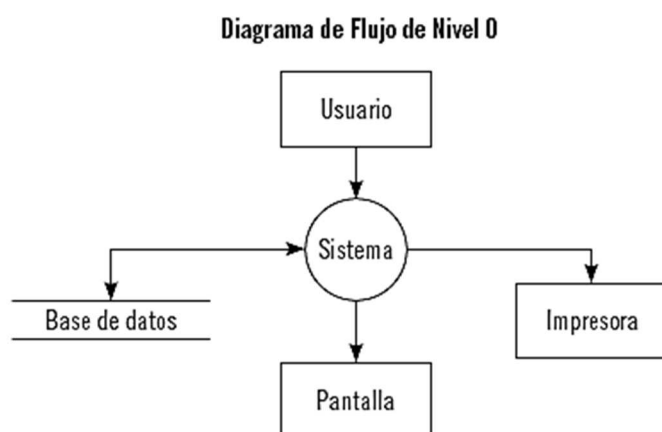 Diagrama de Flujo de Nivel 0
Usuario
Sistema
Base de datos
Impresora
Pantalla